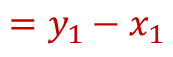 = y₁ − x₁